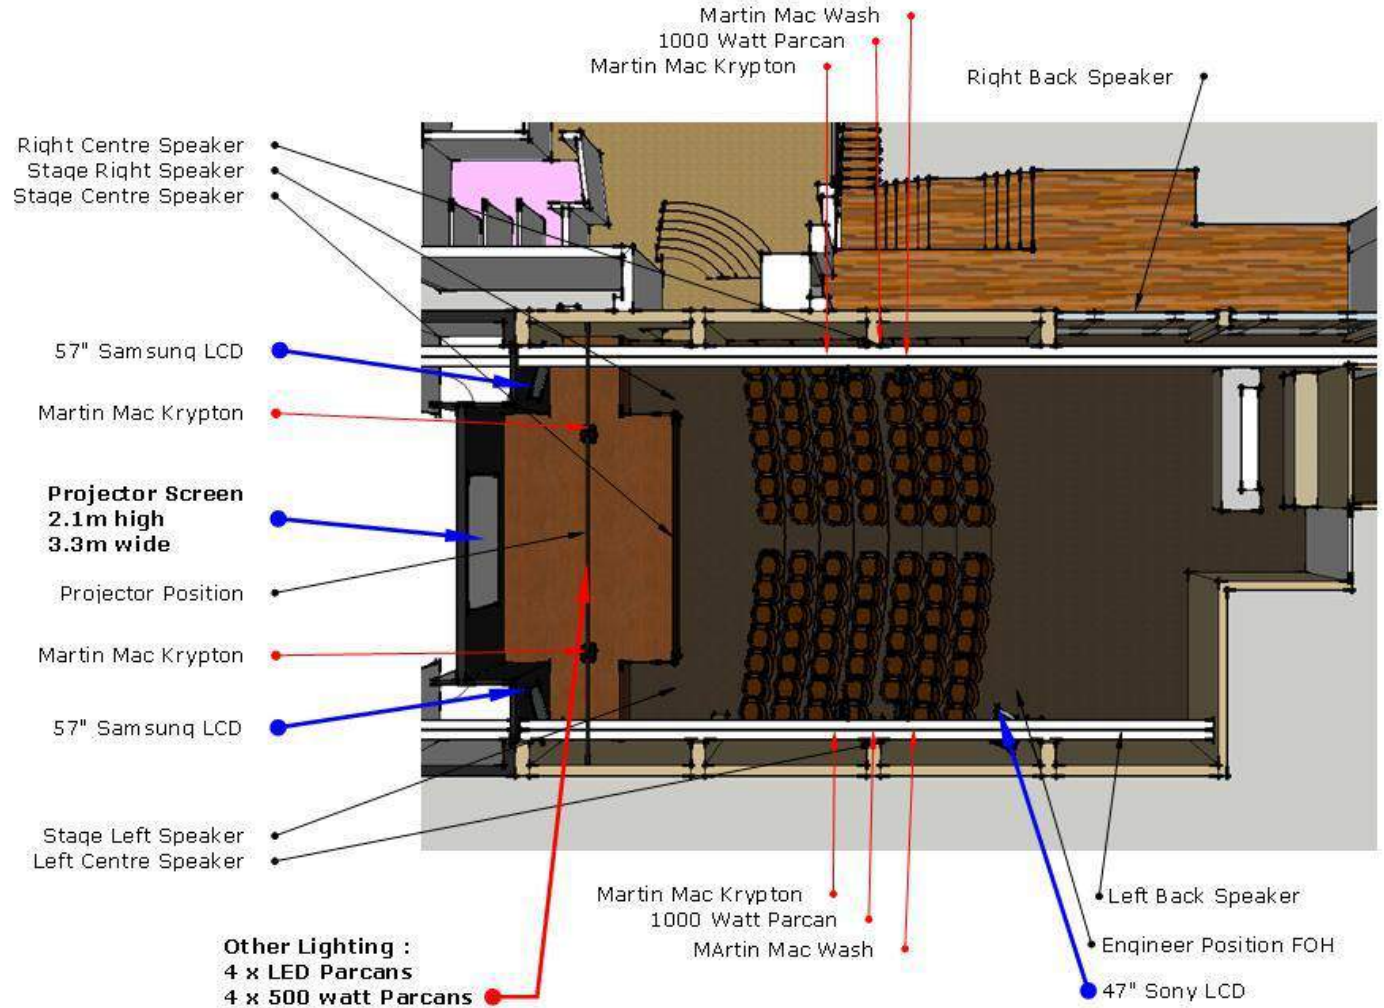 Martin Mac Wash
1000 Watt Parcan
Martin Mac Krypton
Right Back Speaker
Right Centre Speaker
Stage Right Speaker
Stage Centre Speaker
57" Samsung LCD
Martin Mac Krypton
Projector Screen
2.1m high
3.3m wide
Projector Position
Martin Mac Krypton
57" Samsung LCD
Stage Left Speaker
Left Centre Speaker
Martin Mac Krypton
1000 Watt Parcan
MArtin Mac Wash
Left Back Speaker
Engineer Position FOH
47" Sony LCD
Other Lighting :
4 x LED Parcans
4 x 500 watt Parcans